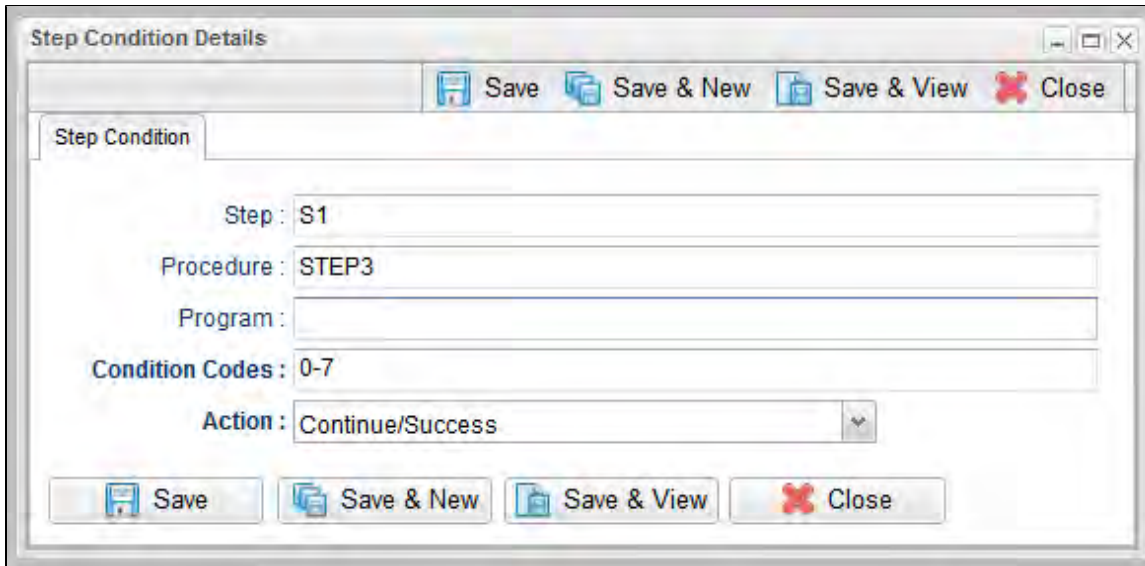 Step Condition Details
Save Save & New Save & View Close
Step Condition
Step : S1
Procedure : STEP3
Program :
Condition Codes : 0-7
Action : Continue/Success
Save Save & New Save & View Close